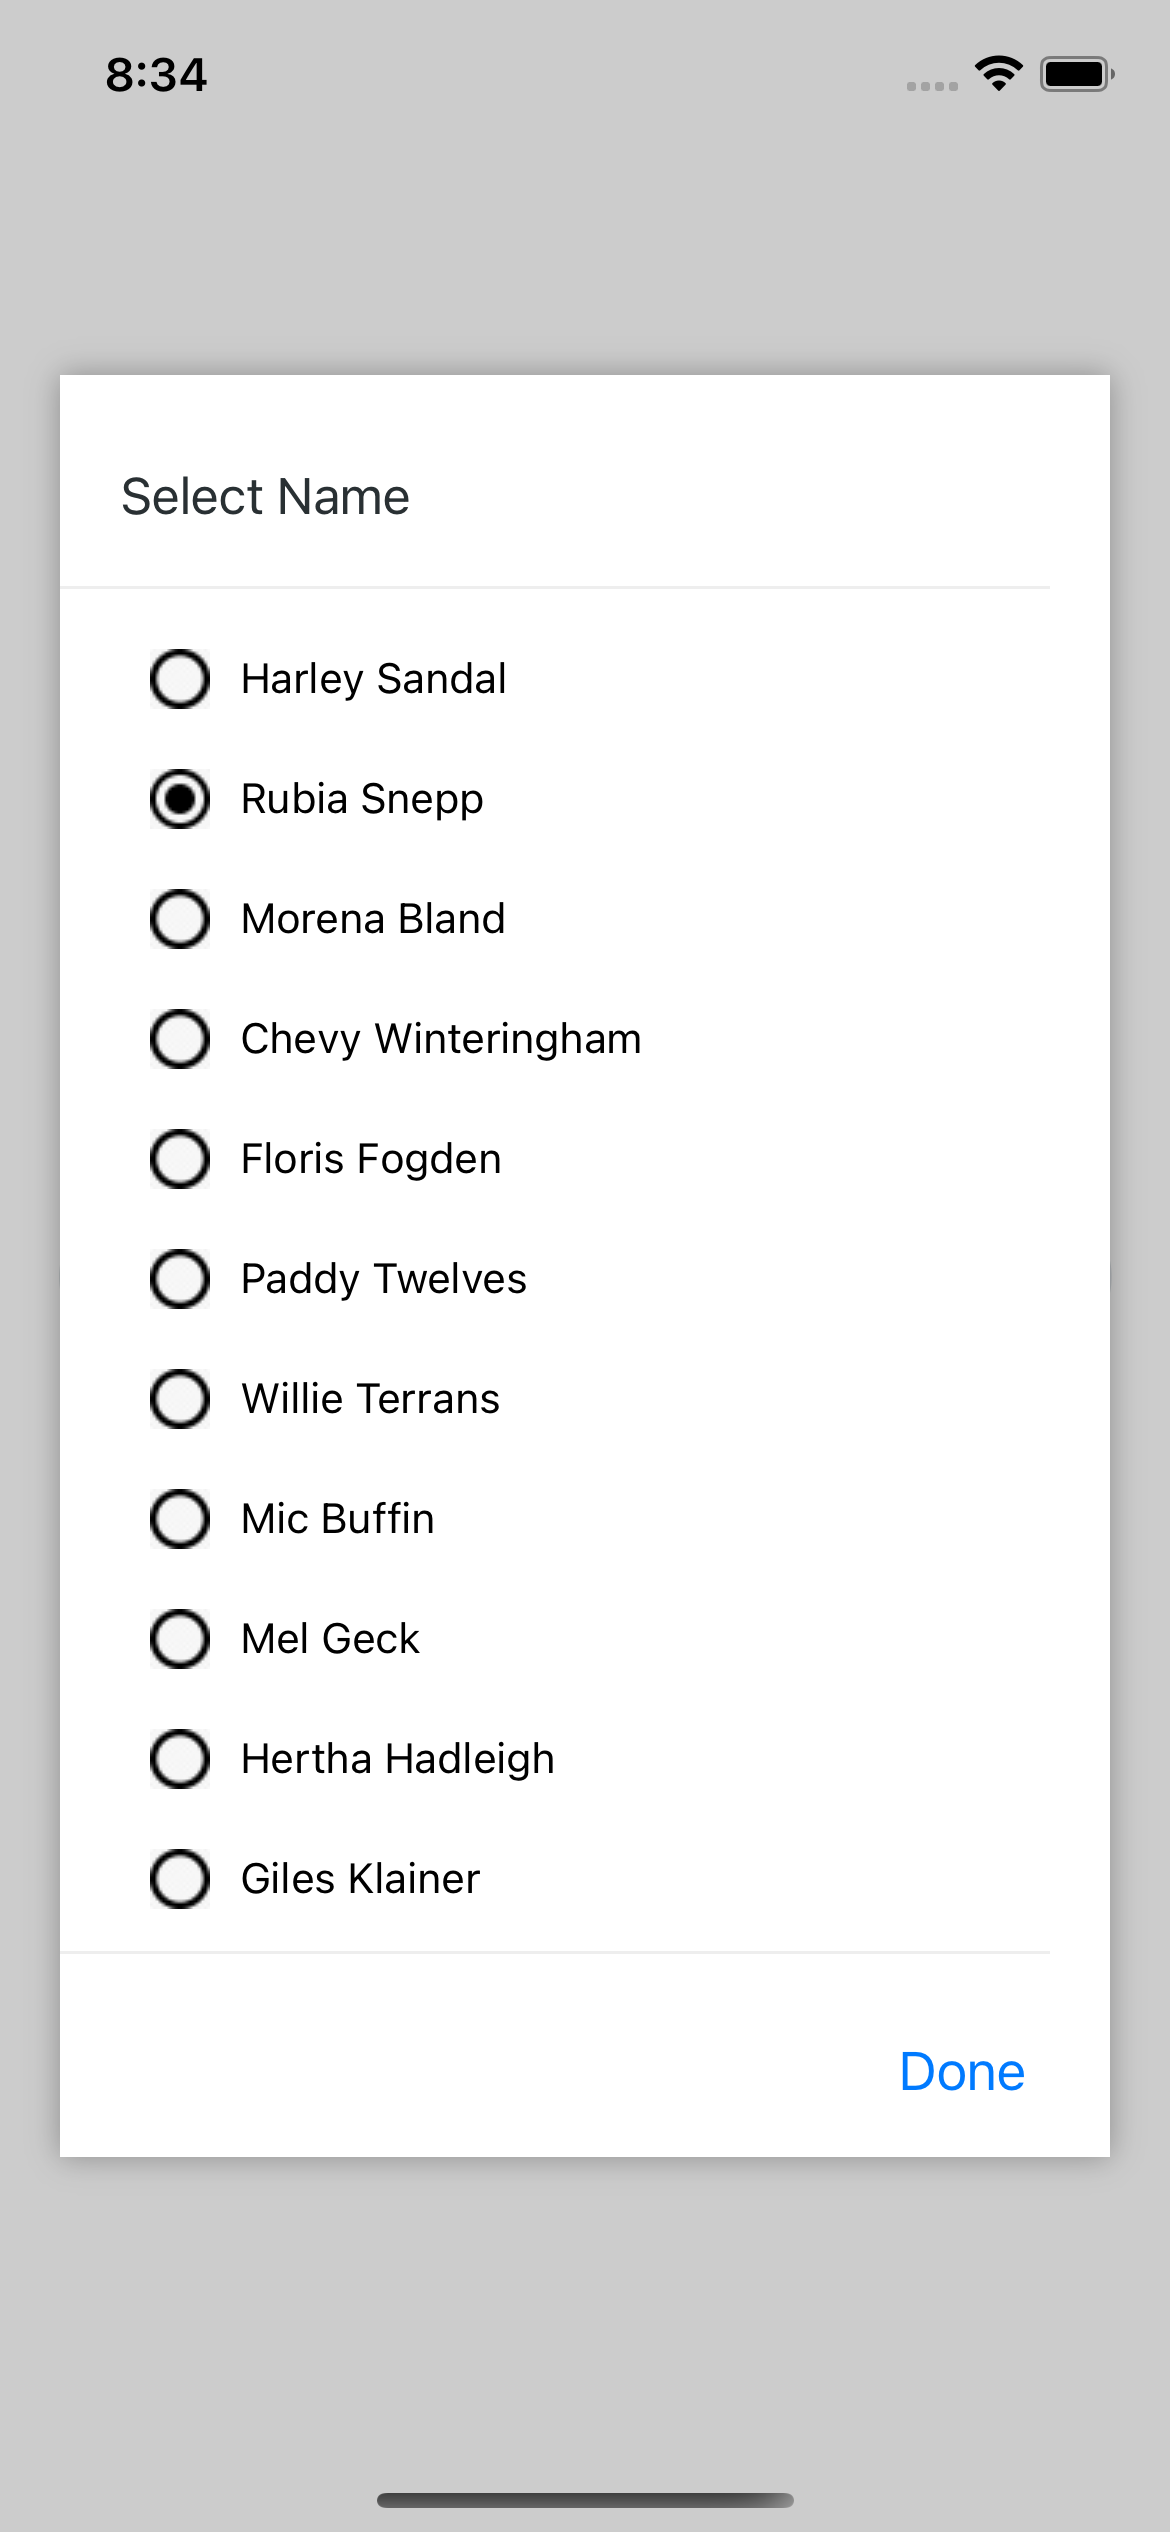 8:34
Select Name
Harley Sandal
Rubia Snepp
Morena Bland
Chevy Winteringham
Floris Fogden
Paddy Twelves
Willie Terrans
Mic Buffin
Mel Geck
Hertha Hadleigh
Giles Klainer
Done